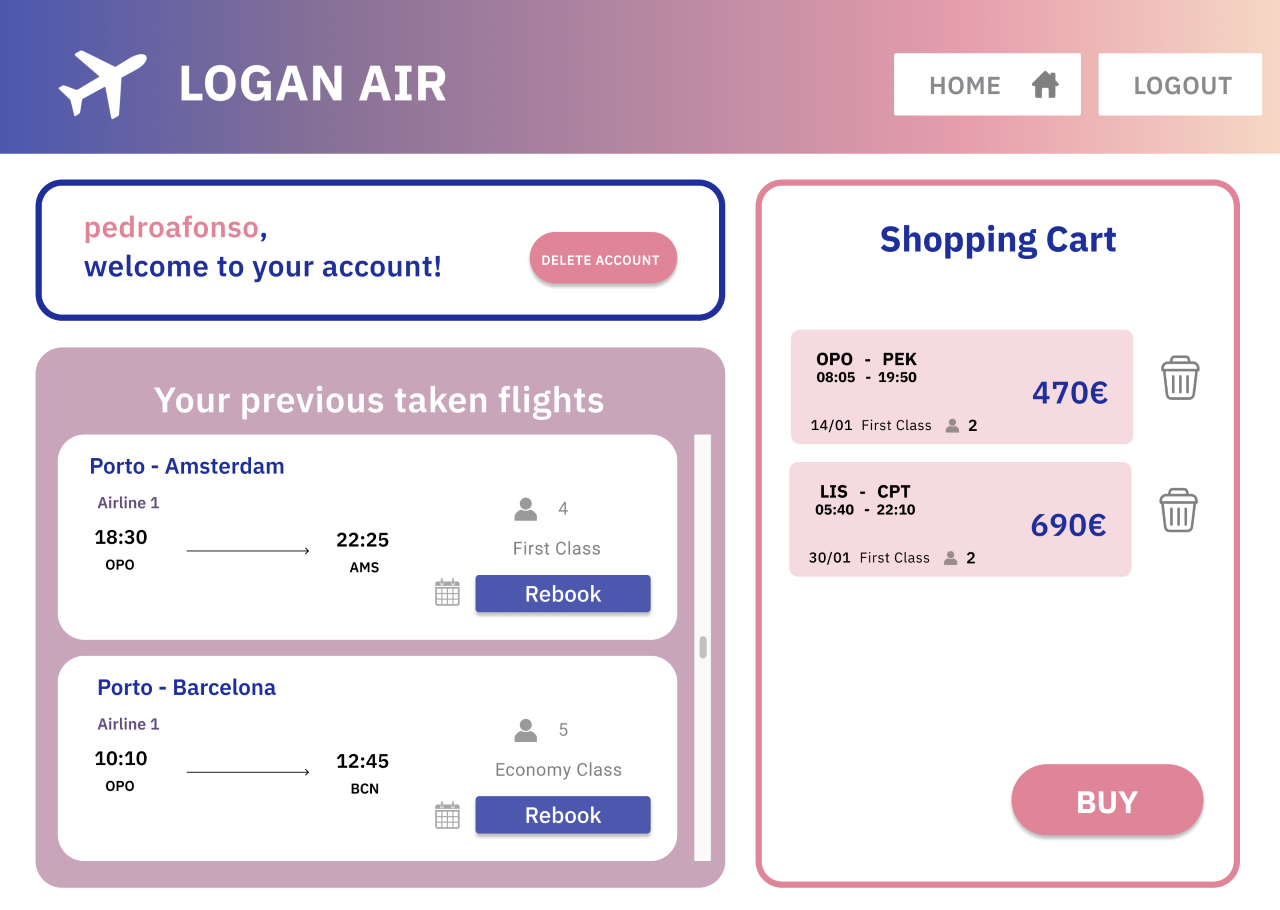 LOGAN AIR
HOME
LOGOUT
pedroafonso,
welcome to your account!
DELETE ACCOUNT
Your previous taken flights
Porto - Amsterdam
Airline 1
18:30
OPO
22:25
AMS
4
First Class
Rebook
Porto - Barcelona
Airline 1
10:10
OPO
12:45
BCN
5
Economy Class
Rebook
Shopping Cart
OPO - PEK
08:05 - 19:50
470€
14/01 First Class 2
LIS - CPT
05:40 - 22:10
690€
30/01 First Class 2
BUY